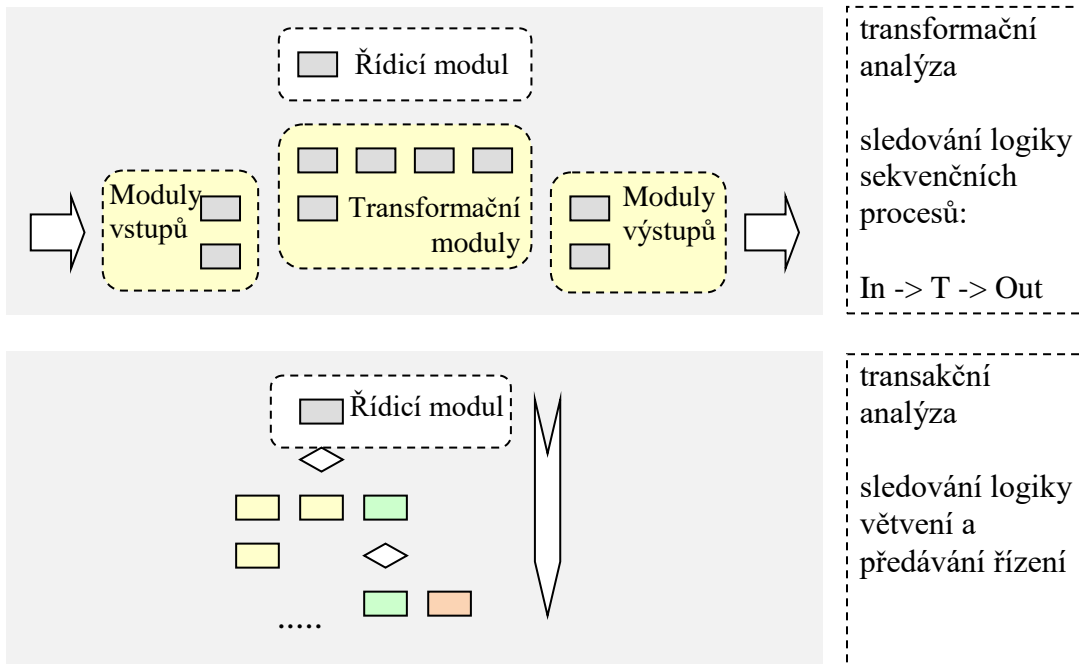 Řídicí modul
Moduly
vstupů
Transformační
moduly
Moduly
výstupů
transformační
analýza
sledování logiky
sekvenčních
procesů:
In -> T -> Out
Řídicí modul
.....
transakční
analýza
sledování logiky
větvení a
předávání řízení